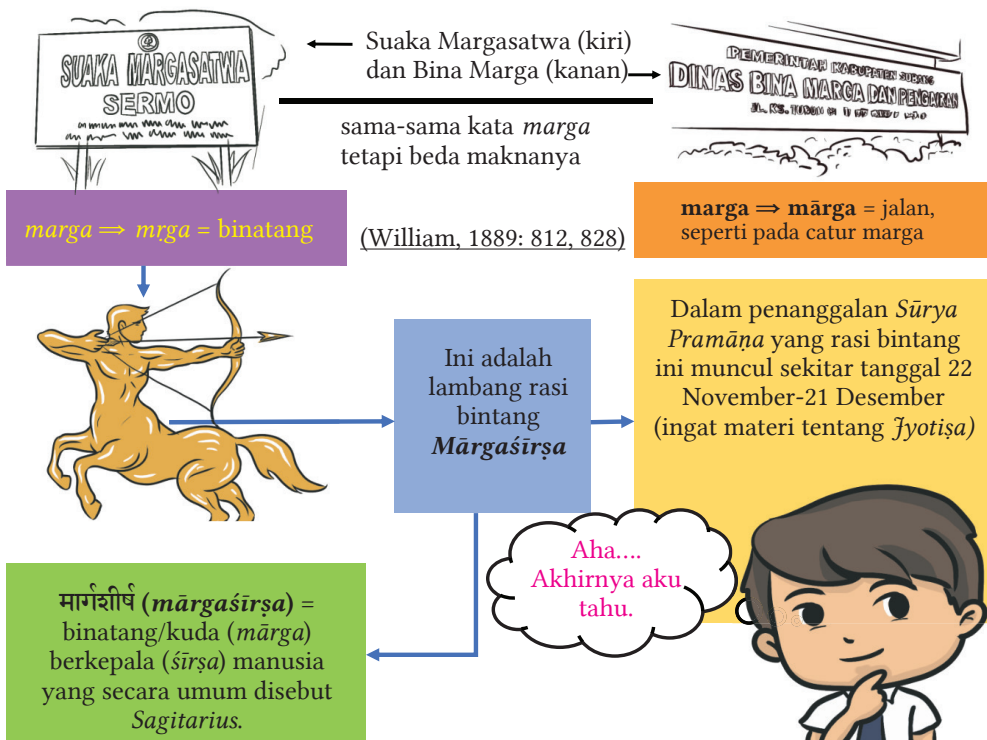 SUAKA MARGASATWA
SERMO
Suaka Margasatwa (kiri)
dan Bina Marga (kanan)
sama-sama kata marga
tetapi beda maknanya
PEMERINTAH KABUPATEN SUBANG
DINAS BINA MARGA DAN PENGAIRAN
marga ⇒ mṛga = binatang
(William, 1889: 812, 828)
marga ⇒ mārga = jalan,
seperti pada catur marga
Ini adalah
lambang rasi
bintang
Mārgaśīrṣa
Dalam penanggalan Sūrya
Pramāṇa yang rasi bintang
ini muncul sekitar tanggal 22
November-21 Desember
(ingat materi tentang Jyotiṣa)
Aha....
Akhirnya aku
tahu.
मार्गशीर्ष (mārgaśīrṣa) =
binatang/kuda (mārga)
berkepala (śīrṣa) manusia
yang secara umum disebut
Sagitarius.